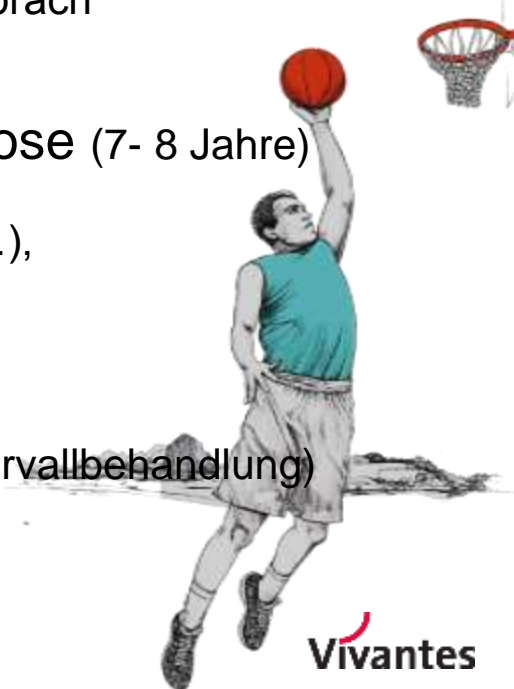 prach
ose (7- 8 Jahre)
.),
rvallbehandlung)
Vivantes